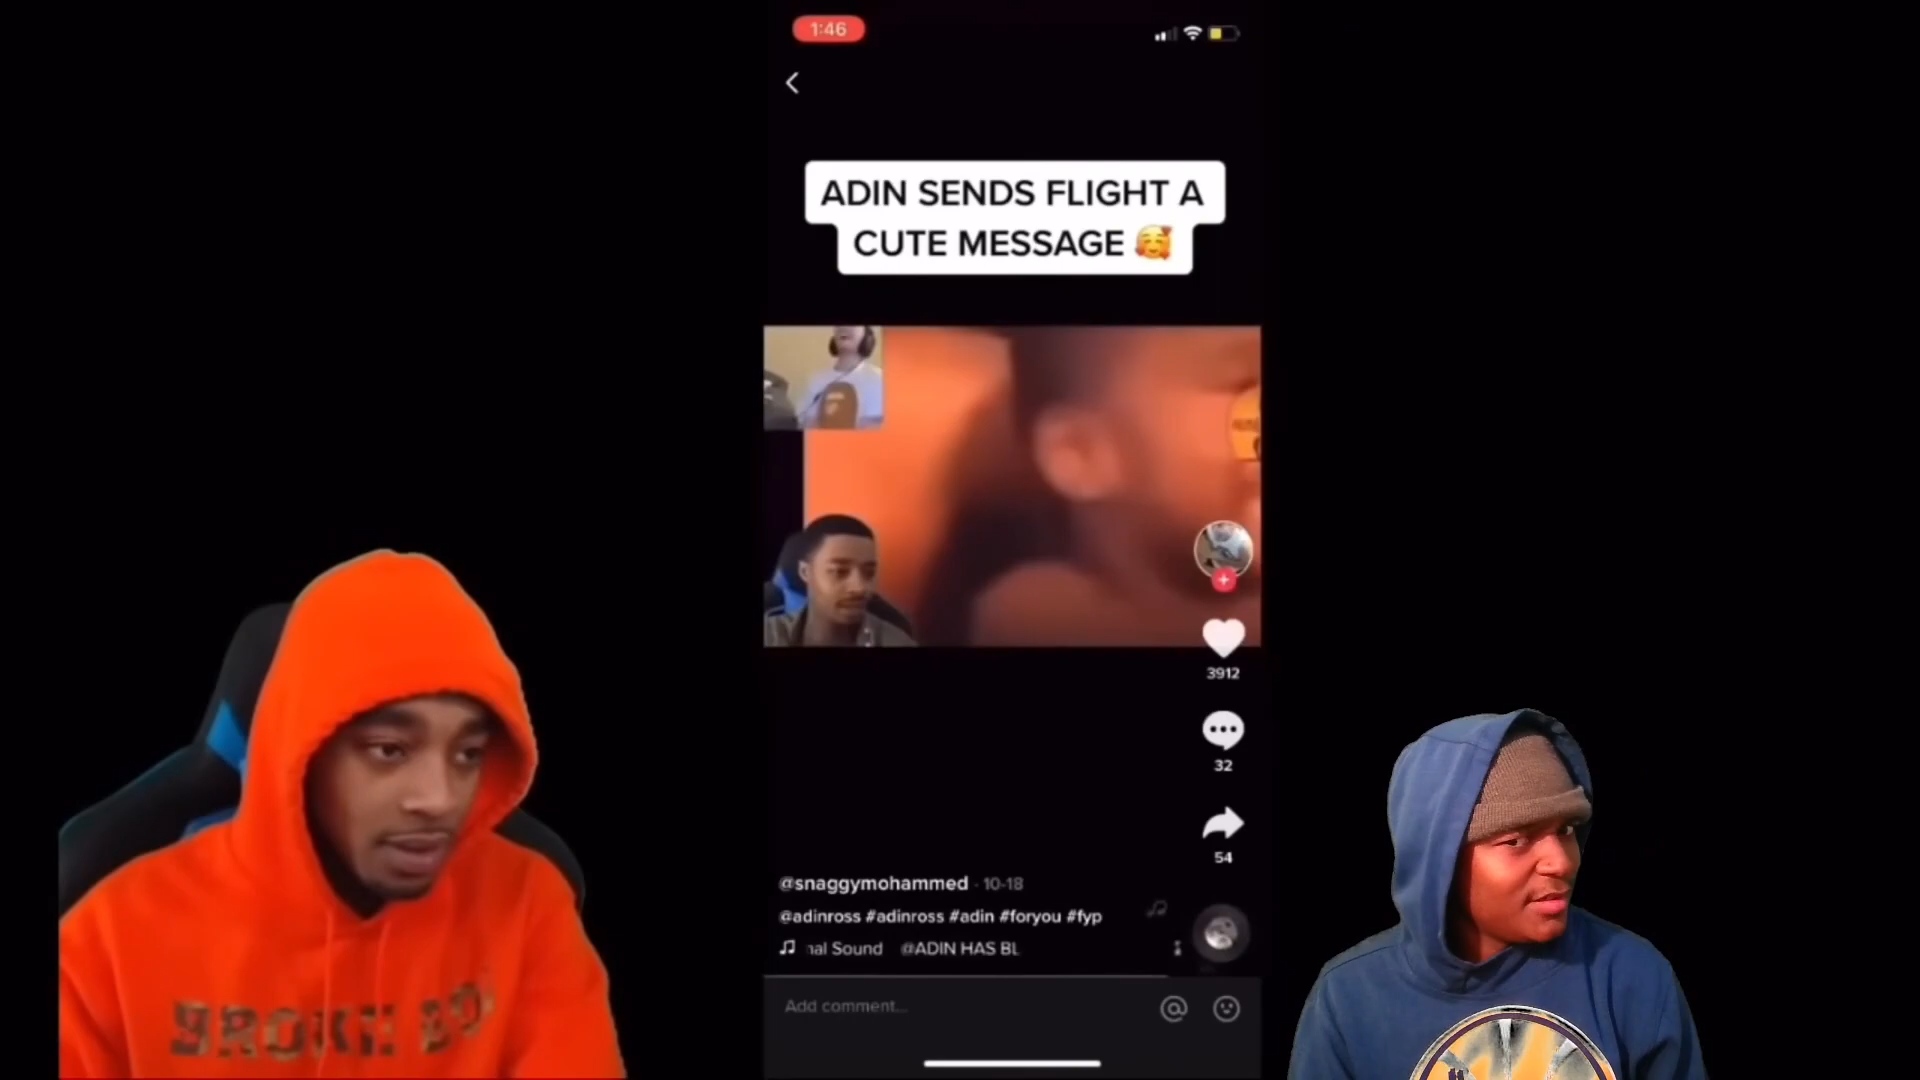 1:46
ADIN SENDS FLIGHT A
CUTE MESSAGE 🥰
3912
32
54
@snaggymohammed · 10-18
@adinross #adinross #adin #foryou #fyp
nal Sound @ADIN HAS BL
Add comment...